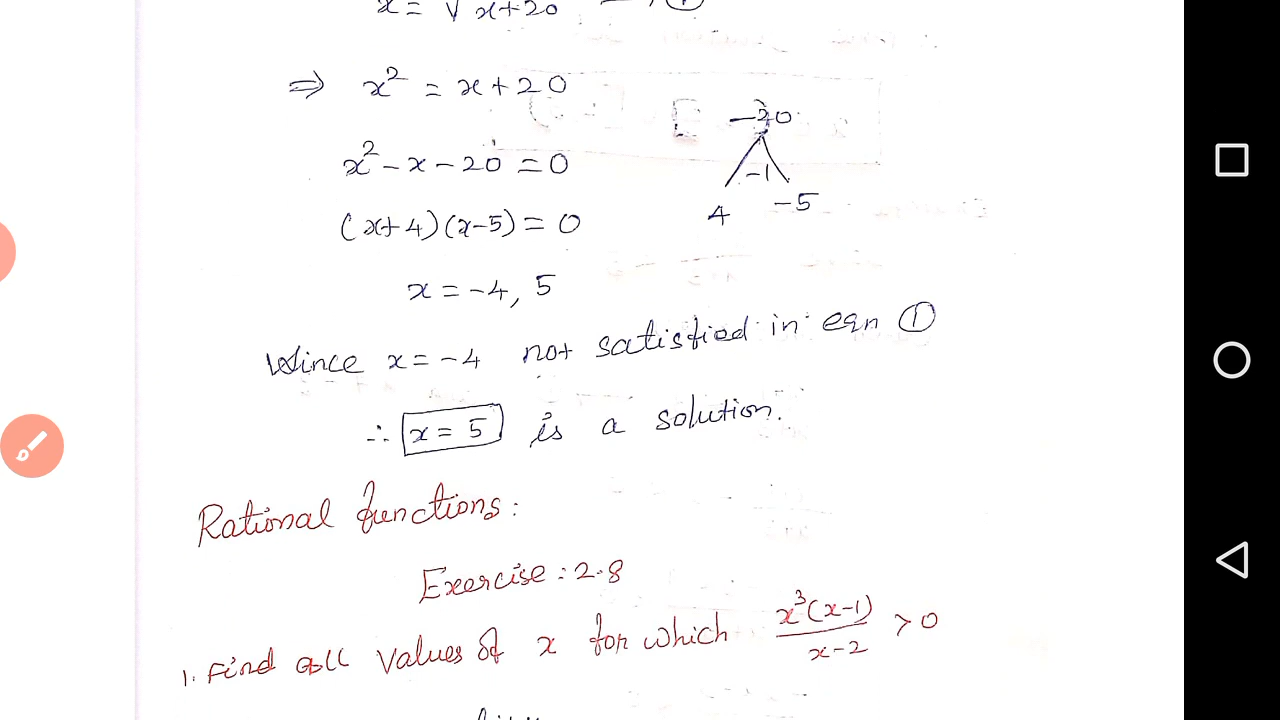 x = √x+20 → ①
⇒ x² = x+20
x² - x - 20 = 0
(x+4)(x-5) = 0
x = -4, 5
-20
-1
4 -5
Since x = -4 not satisfied in eqn ①
∴ x = 5 is a solution.
Rational functions:
Exercise: 2.8
1. Find all values of x for which x³(x-1)/x-2 > 0